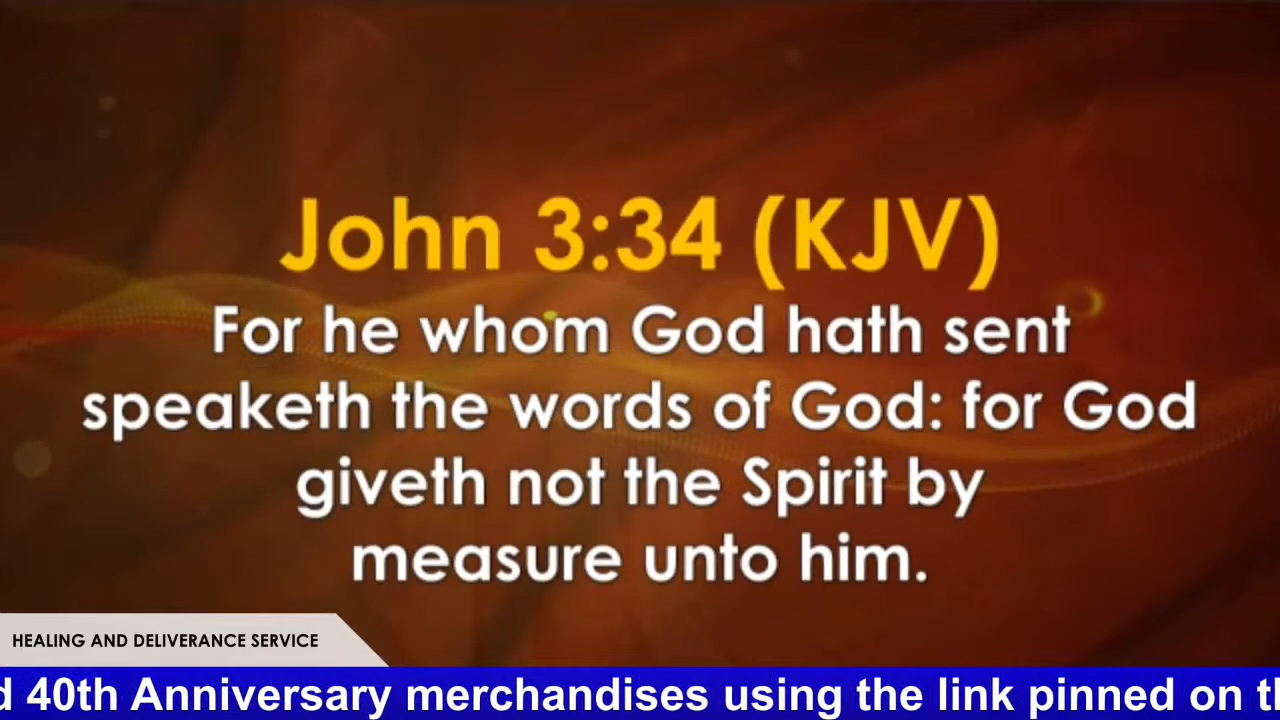 John 3:34 (KJV)
For he whom God hath sent
speaketh the words of God: for God
giveth not the Spirit by
measure unto him.
HEALING AND DELIVERANCE SERVICE
40th Anniversary merchandises using the link pinned on